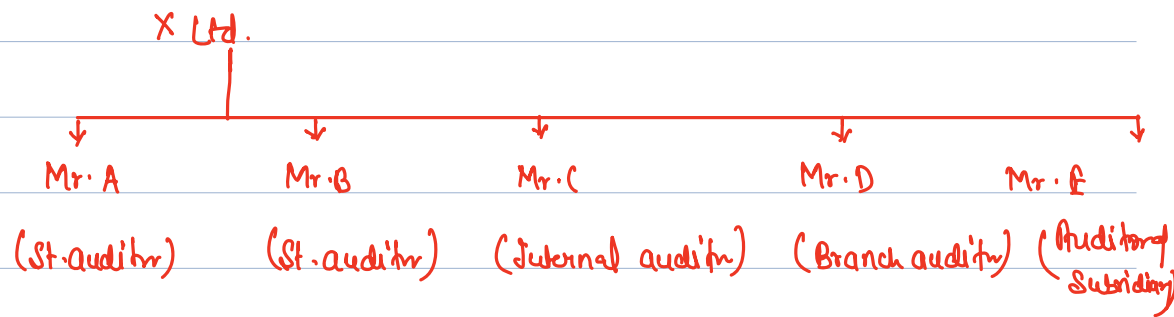 X Ltd.
Mr. A Mr. B Mr. C Mr. D Mr. E
(St. auditor) (St. auditor) (Internal auditor) (Branch auditor) (Auditor of
Subsidiary)